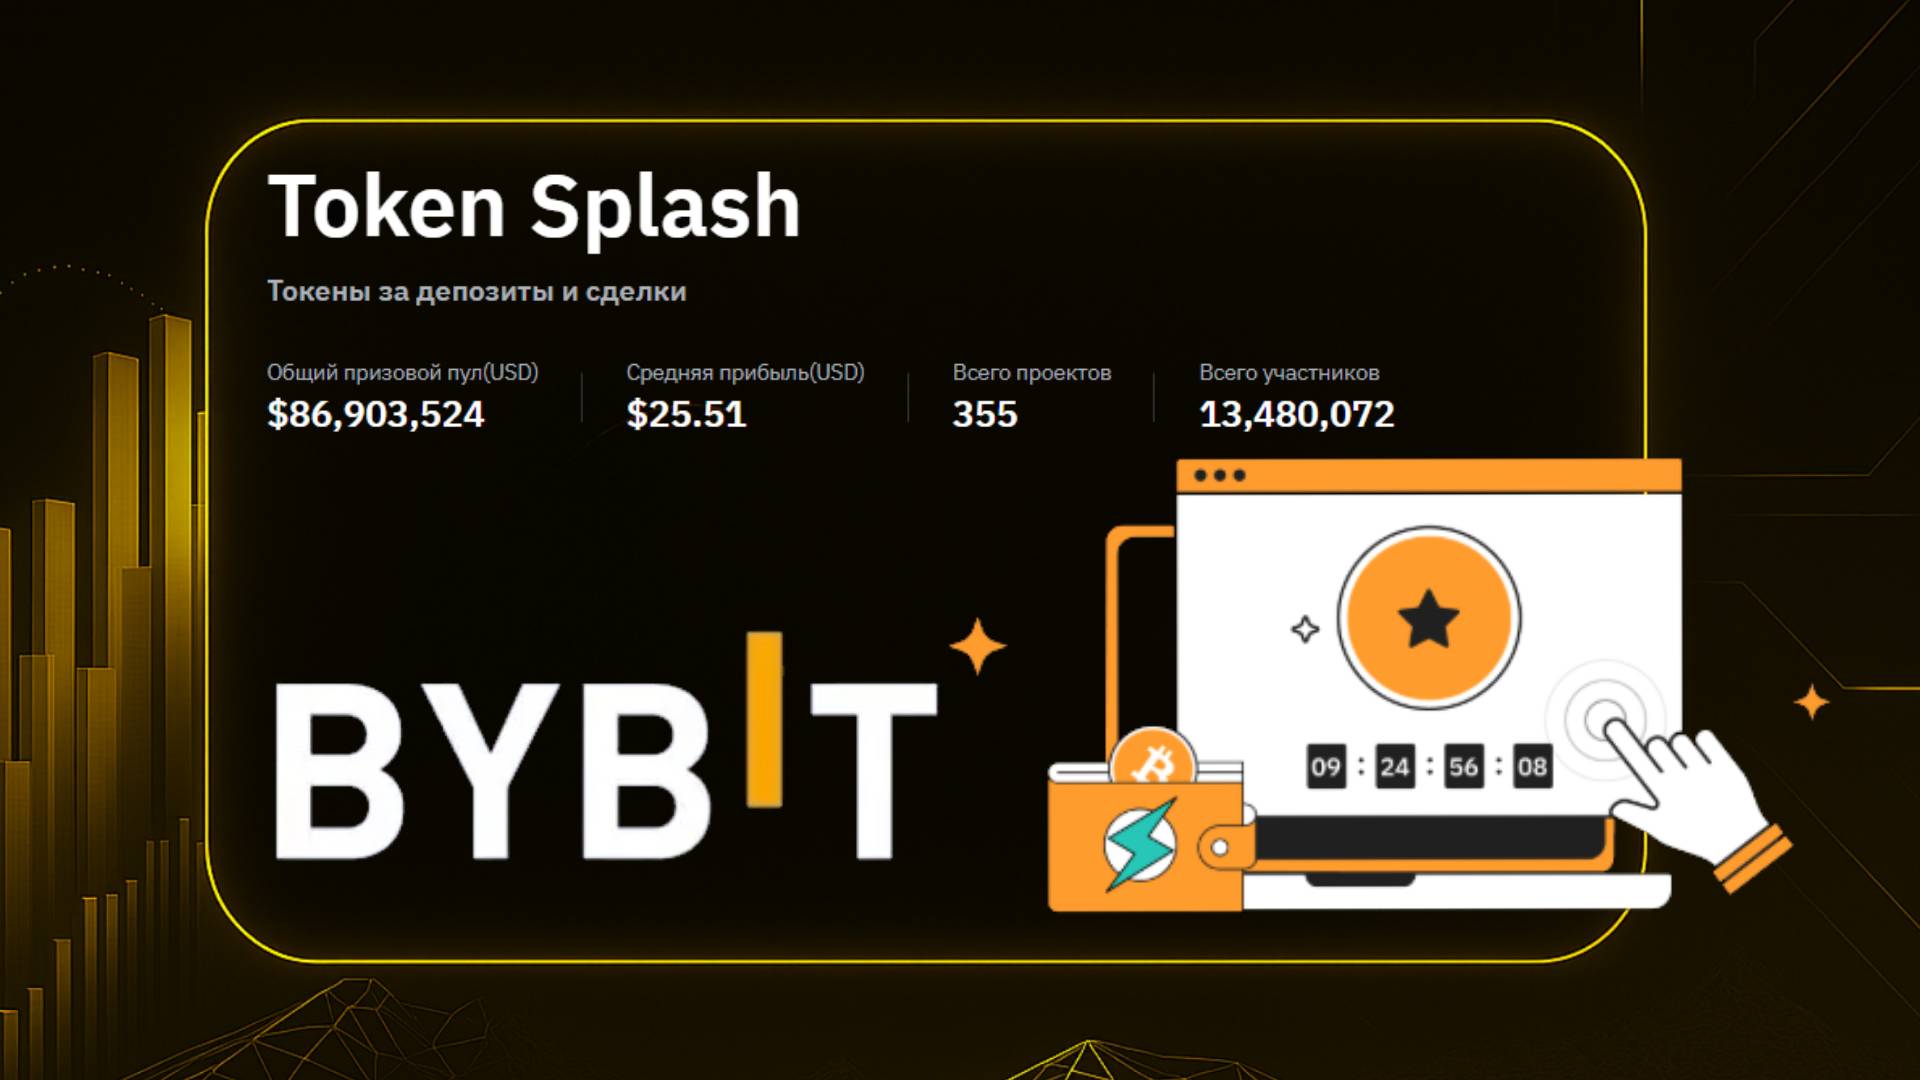 Token Splash
Токены за депозиты и сделки
Общий призовой пул(USD)
$86,903,524
Средняя прибыль(USD)
$25.51
Всего проектов
355
Всего участников
13,480,072
BYBIT
09 : 24 : 56 : 08